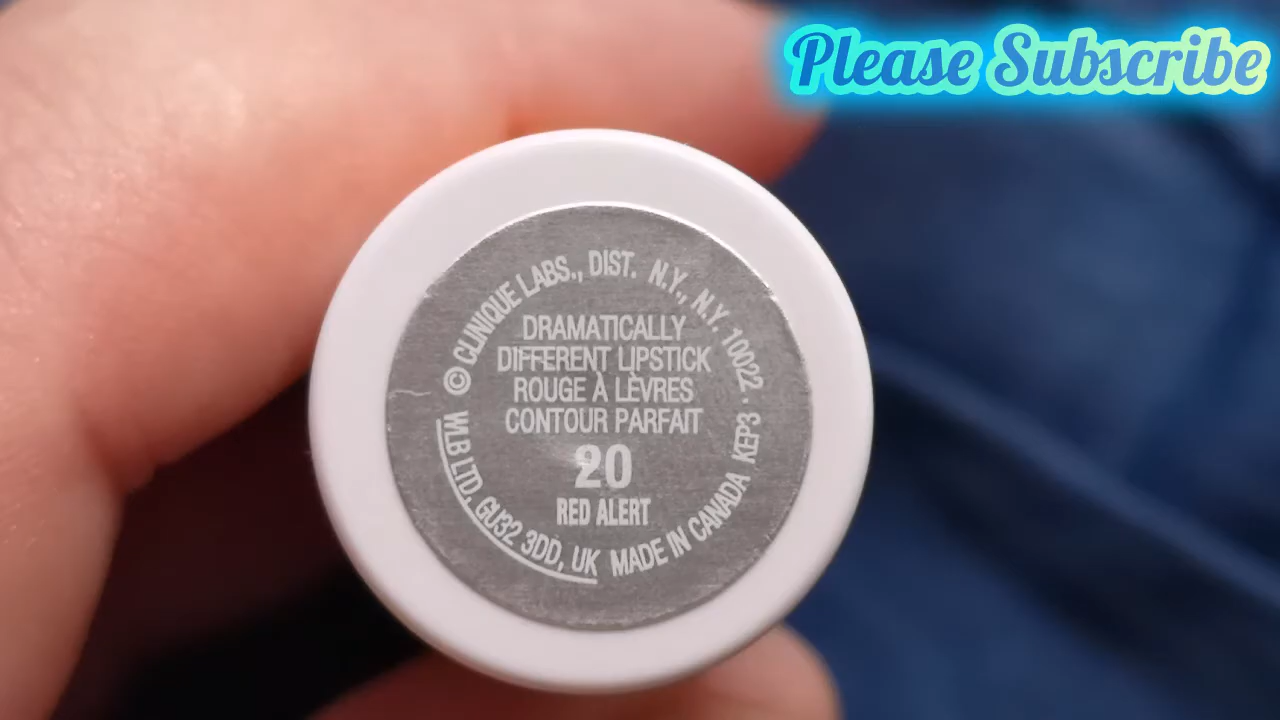 Please Subscribe
© CLINIQUE LABS., DIST. N.Y., N.Y. 10022 · KEP3
DRAMATICALLY
DIFFERENT LIPSTICK
ROUGE À LÈVRES
CONTOUR PARFAIT
20
RED ALERT
WLB LTD, GU32 3DD, UK MADE IN CANADA